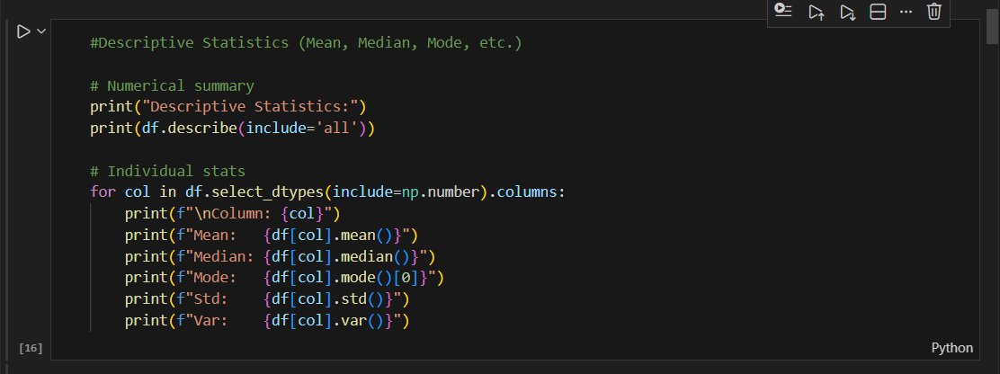 #Descriptive Statistics (Mean, Median, Mode, etc.)
# Numerical summary
print("Descriptive Statistics:")
print(df.describe(include='all'))
# Individual stats
for col in df.select_dtypes(include=np.number).columns:
    print(f"\nColumn: {col}")
    print(f"Mean:   {df[col].mean()}")
    print(f"Median: {df[col].median()}")
    print(f"Mode:   {df[col].mode()[0]}")
    print(f"Std:    {df[col].std()}")
    print(f"Var:    {df[col].var()}")
[16]
Python